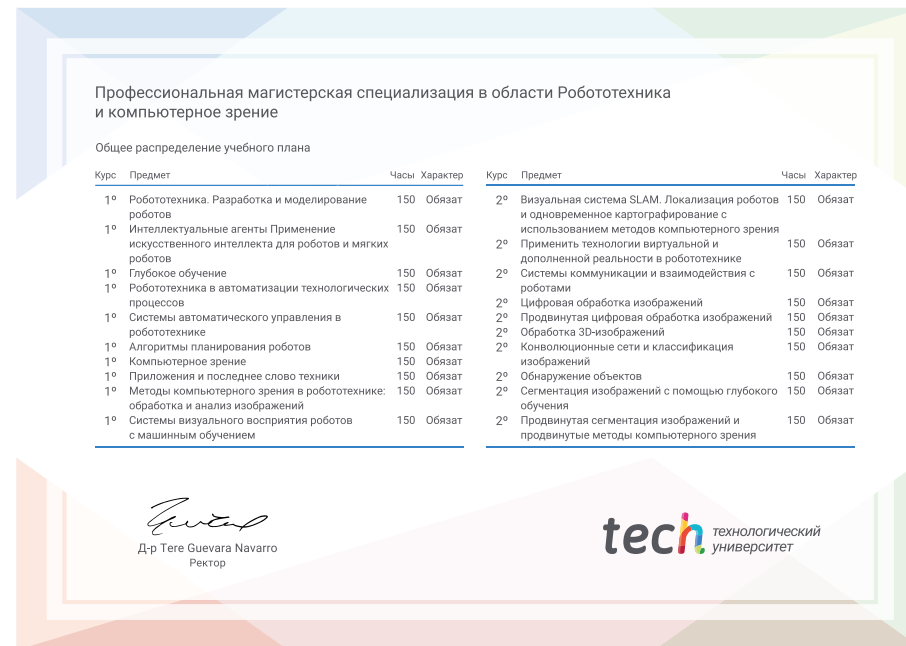 Профессиональная магистерская специализация в области Робототехника
и компьютерное зрение
Общее распределение учебного плана
Курс Предмет Часы Характер
1º Робототехника. Разработка и моделирование 150 Обязат
роботов
1º Интеллектуальные агенты Применение 150 Обязат
искусственного интеллекта для роботов и мягких
роботов
1º Глубокое обучение 150 Обязат
1º Робототехника в автоматизации технологических 150 Обязат
процессов
1º Системы автоматического управления в 150 Обязат
робототехнике
1º Алгоритмы планирования роботов 150 Обязат
1º Компьютерное зрение 150 Обязат
1º Приложения и последнее слово техники 150 Обязат
1º Методы компьютерного зрения в робототехнике: 150 Обязат
обработка и анализ изображений
1º Системы визуального восприятия роботов 150 Обязат
с машинным обучением
Курс Предмет Часы Характер
2º Визуальная система SLAM. Локализация роботов 150 Обязат
и одновременное картографирование с
использованием методов компьютерного зрения
2º Применить технологии виртуальной и 150 Обязат
дополненной реальности в робототехнике
2º Системы коммуникации и взаимодействия с 150 Обязат
роботами
2º Цифровая обработка изображений 150 Обязат
2º Продвинутая цифровая обработка изображений 150 Обязат
2º Обработка 3D-изображений 150 Обязат
2º Конволюционные сети и классификация 150 Обязат
изображений
2º Обнаружение объектов 150 Обязат
2º Сегментация изображений с помощью глубокого 150 Обязат
обучения
2º Продвинутая сегментация изображений и 150 Обязат
продвинутые методы компьютерного зрения
Д-р Tere Guevara Navarro
Ректор
tech технологический
университет